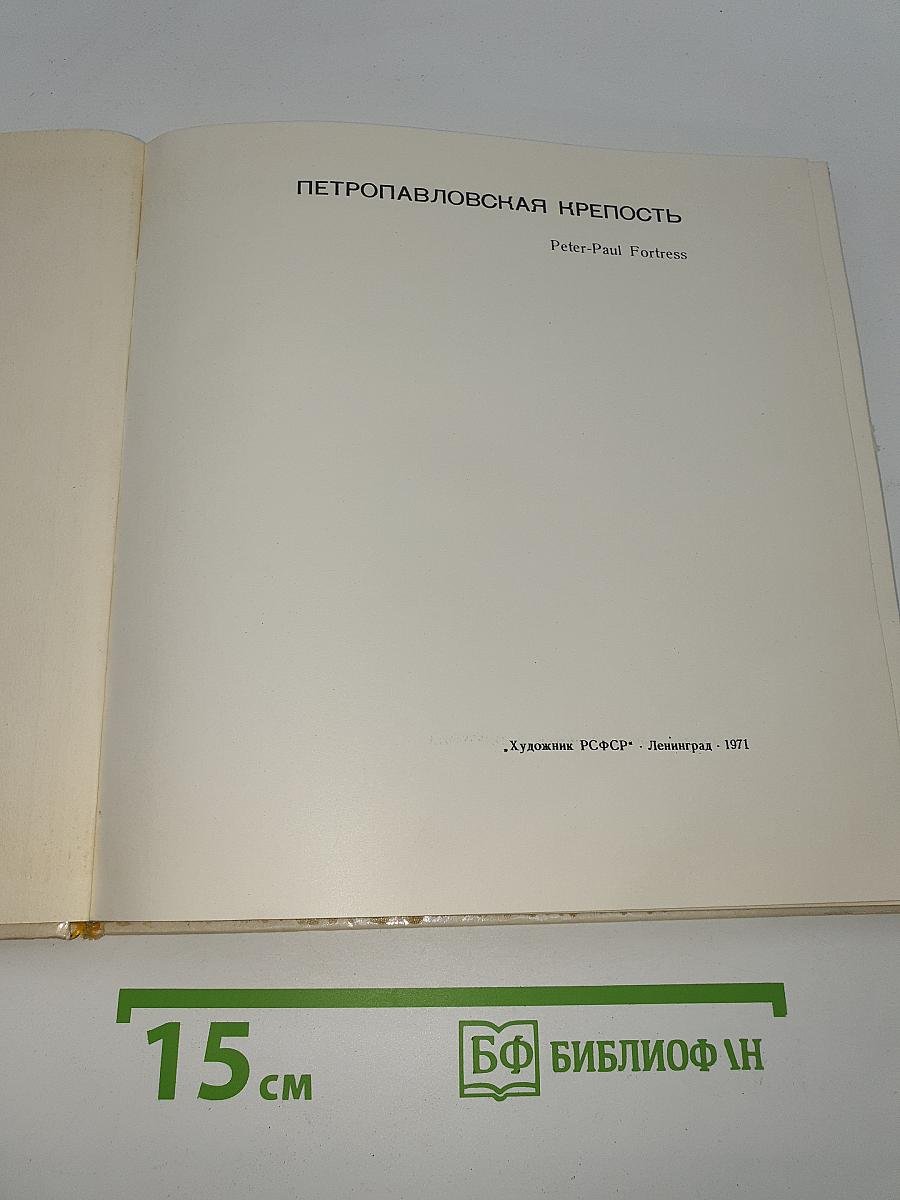 ПЕТРОПАВЛОВСКАЯ КРЕПОСТЬ
Peter-Paul Fortress
„Художник РСФСР“ · Ленинград · 1971
15 см
БФ БИБЛИОФ\Н